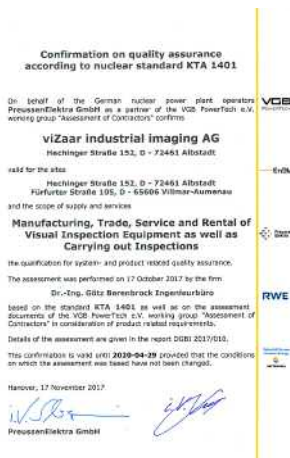 Confirmation on quality assurance
according to nuclear standard KTA 1401
On behalf of the German nuclear power plant operators
PreussenElektra GmbH as a partner of the VGB PowerTech e.V.
working group "Assessment of Contractors" confirms
viZaar industrial imaging AG
Hechinger Straße 152, D - 72461 Albstadt
valid for the sites
Hechinger Straße 152, D - 72461 Albstadt
Fürfurter Straße 105, D - 65606 Villmar-Aumenau
and the scope of supply and services
Manufacturing, Trade, Service and Rental of
Visual Inspection Equipment as well as
Carrying out Inspections
the qualification for system- and product related quality assurance.
The assessment was performed on 17 October 2017 by the firm
Dr.-Ing. Götz Berenbrock Ingenieurbüro
based on the standard KTA 1401 as well as on the assessment
documents of the VGB PowerTech e.V. working group "Assessment of
Contractors" in consideration of product related requirements.
Details of the assessment are given in the report DGBI 2017/010.
This confirmation is valid until 2020-04-29 provided that the conditions
on which the assessment was based have not been changed.
Hanover, 17 November 2017
PreussenElektra GmbH
VGB
EnBW
RWE